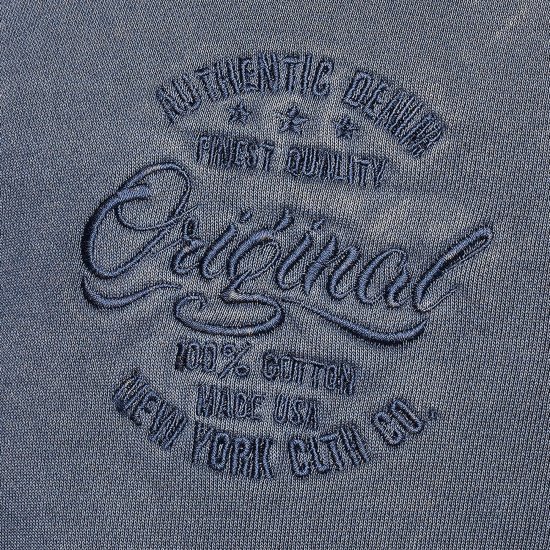 AUTHENTIC DENIM
FINEST QUALITY
Original
100% COTTON
MADE USA
NEW YORK CLTH CO.